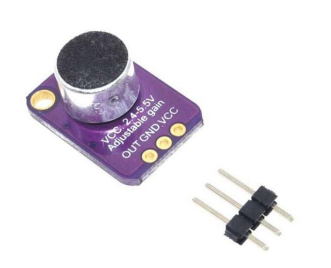 VCC: 2.4-5.5V
Adjustable gain
OUT GND VCC